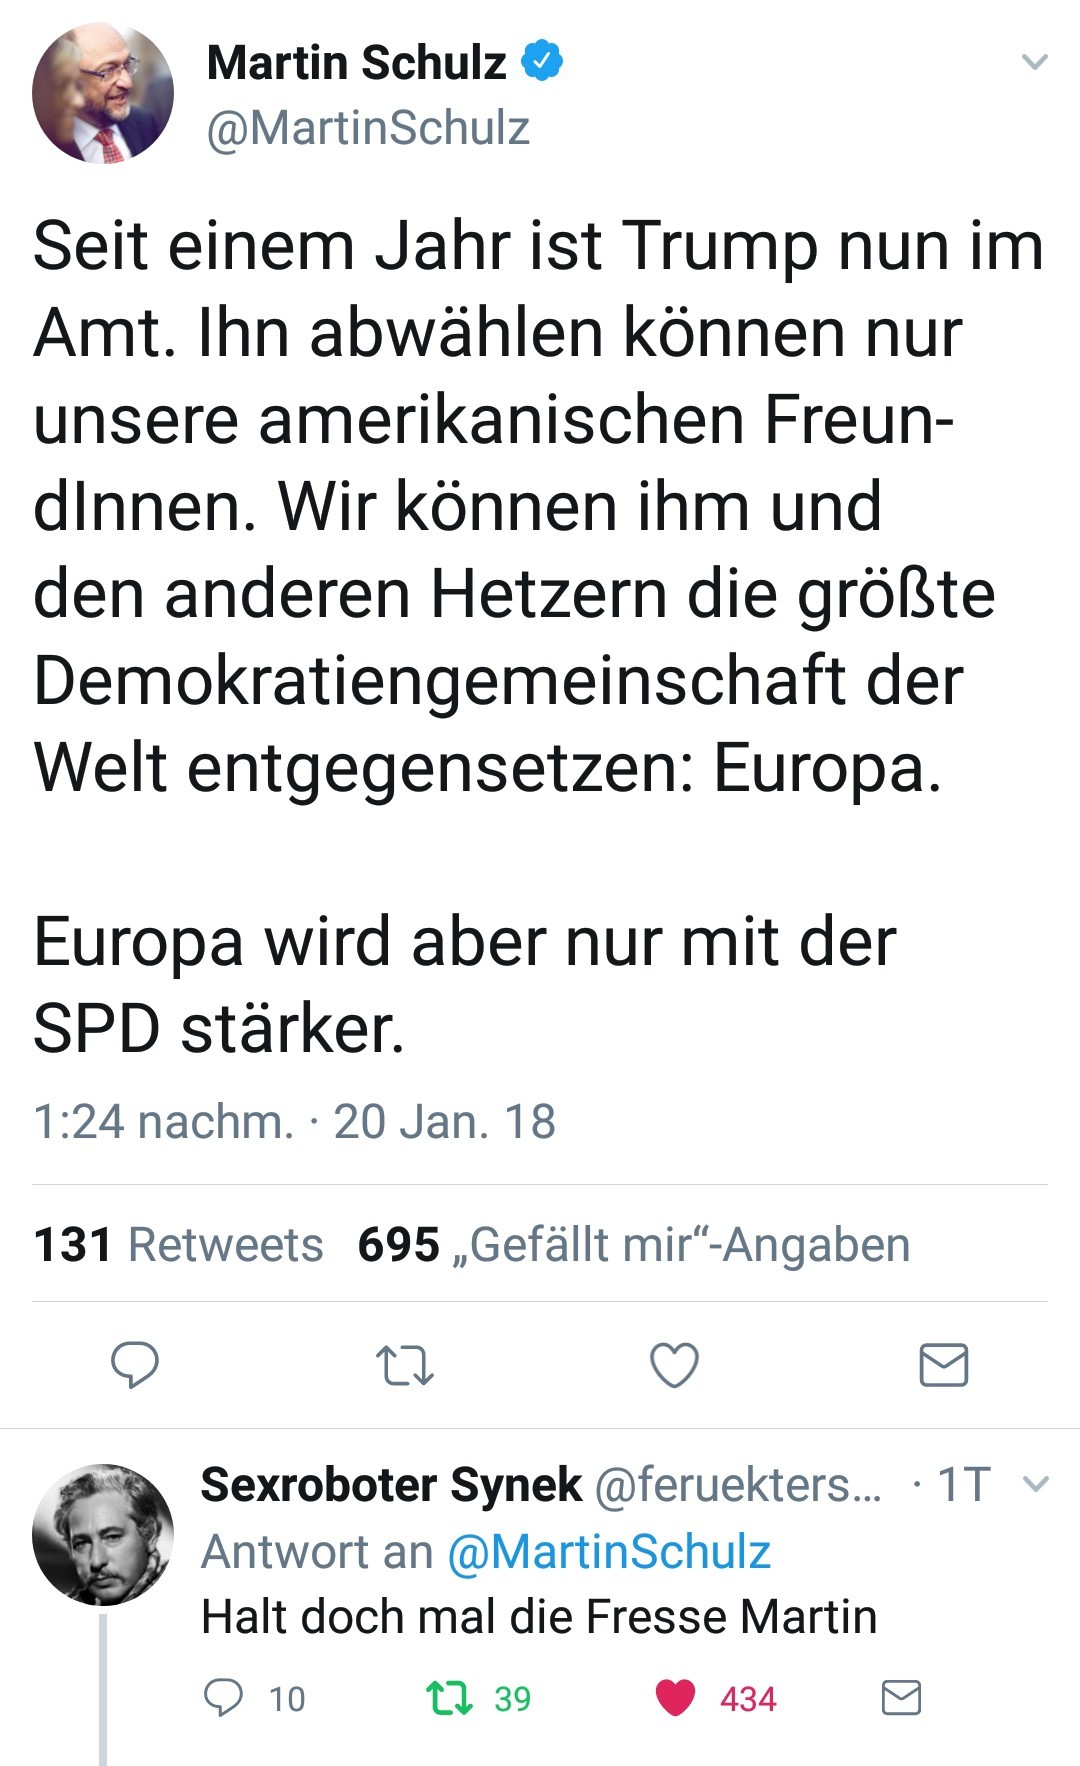 Martin Schulz
@MartinSchulz
Seit einem Jahr ist Trump nun im
Amt. Ihn abwählen können nur
unsere amerikanischen Freun-
dInnen. Wir können ihm und
den anderen Hetzern die größte
Demokratiengemeinschaft der
Welt entgegensetzen: Europa.
Europa wird aber nur mit der
SPD stärker.
1:24 nachm. · 20 Jan. 18
131 Retweets 695 „Gefällt mir“-Angaben
Sexroboter Synek @feruekters... · 1T
Antwort an @MartinSchulz
Halt doch mal die Fresse Martin
10 39 434